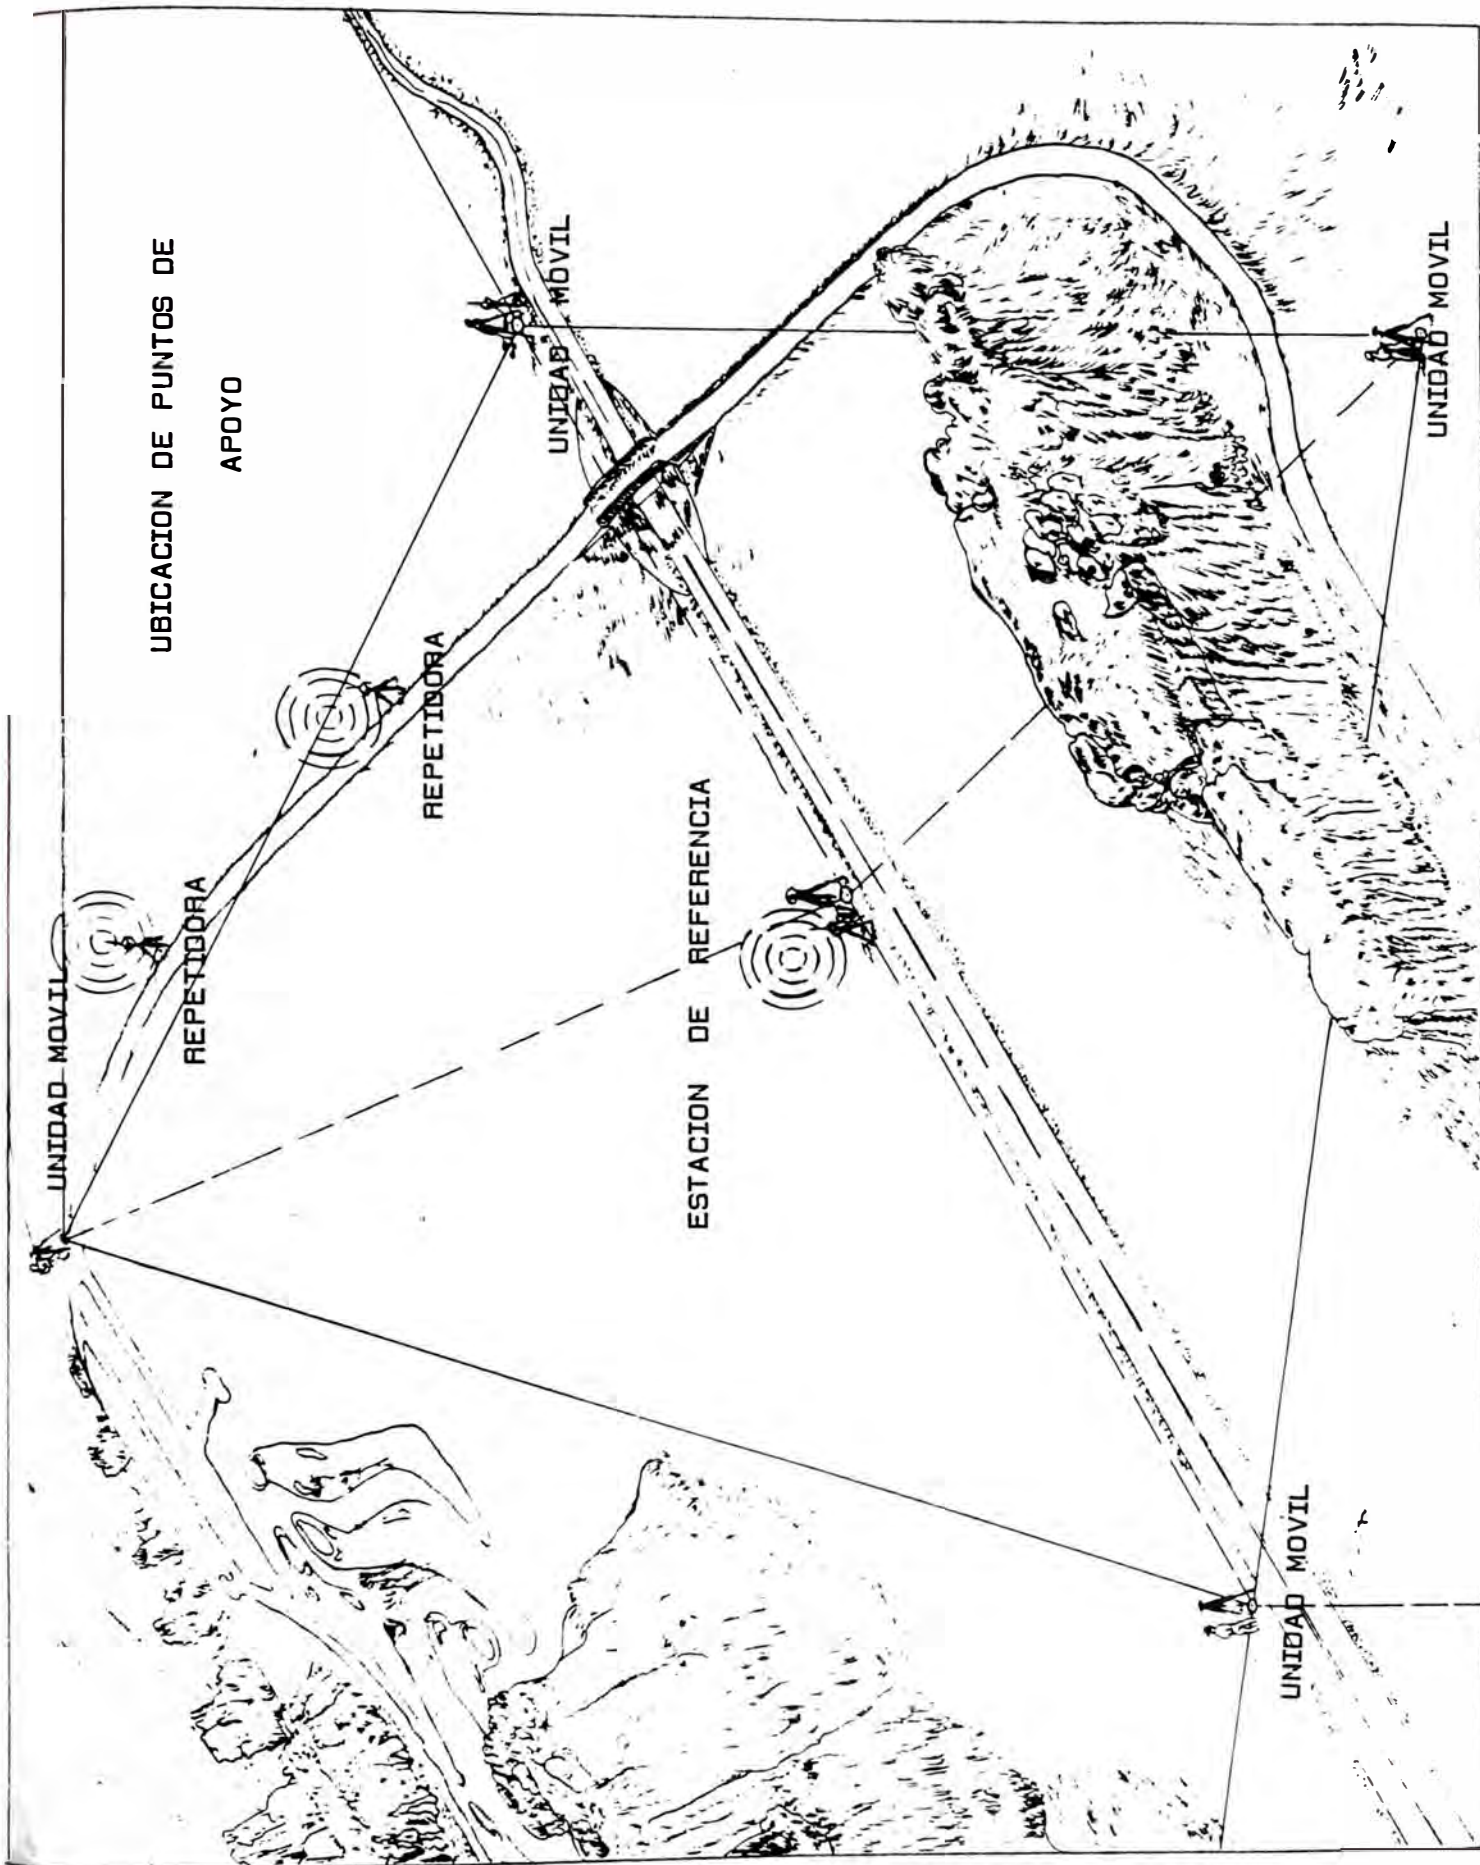 UBICACION DE PUNTOS DE
APOYO
UNIDAD MOVIL
REPETIDORA
REPETIDORA
UNIDAD MOVIL
ESTACION DE REFERENCIA
UNIDAD MOVIL
UNIDAD MOVIL